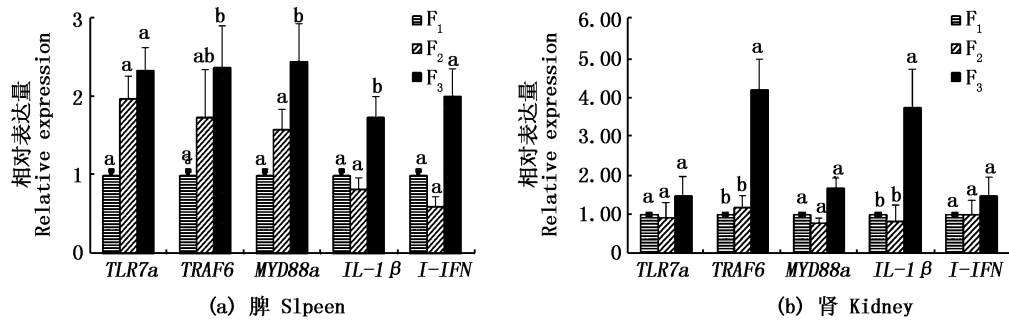 3
2
1
0
相对表达量
Relative expression
F1
F2
F3
a a a
a ab b
a a b
a a b
a a a
TLR7a TRAF6 MYD88a IL-1β I-IFN
(a) 脾 Slpeen
6.00
5.00
4.00
3.00
2.00
1.00
0.00
相对表达量
Relative expression
F1
F2
F3
a a a
b b a
a a a
b b a
a a a
TLR7a TRAF6 MYD88a IL-1β I-IFN
(b) 肾 Kidney